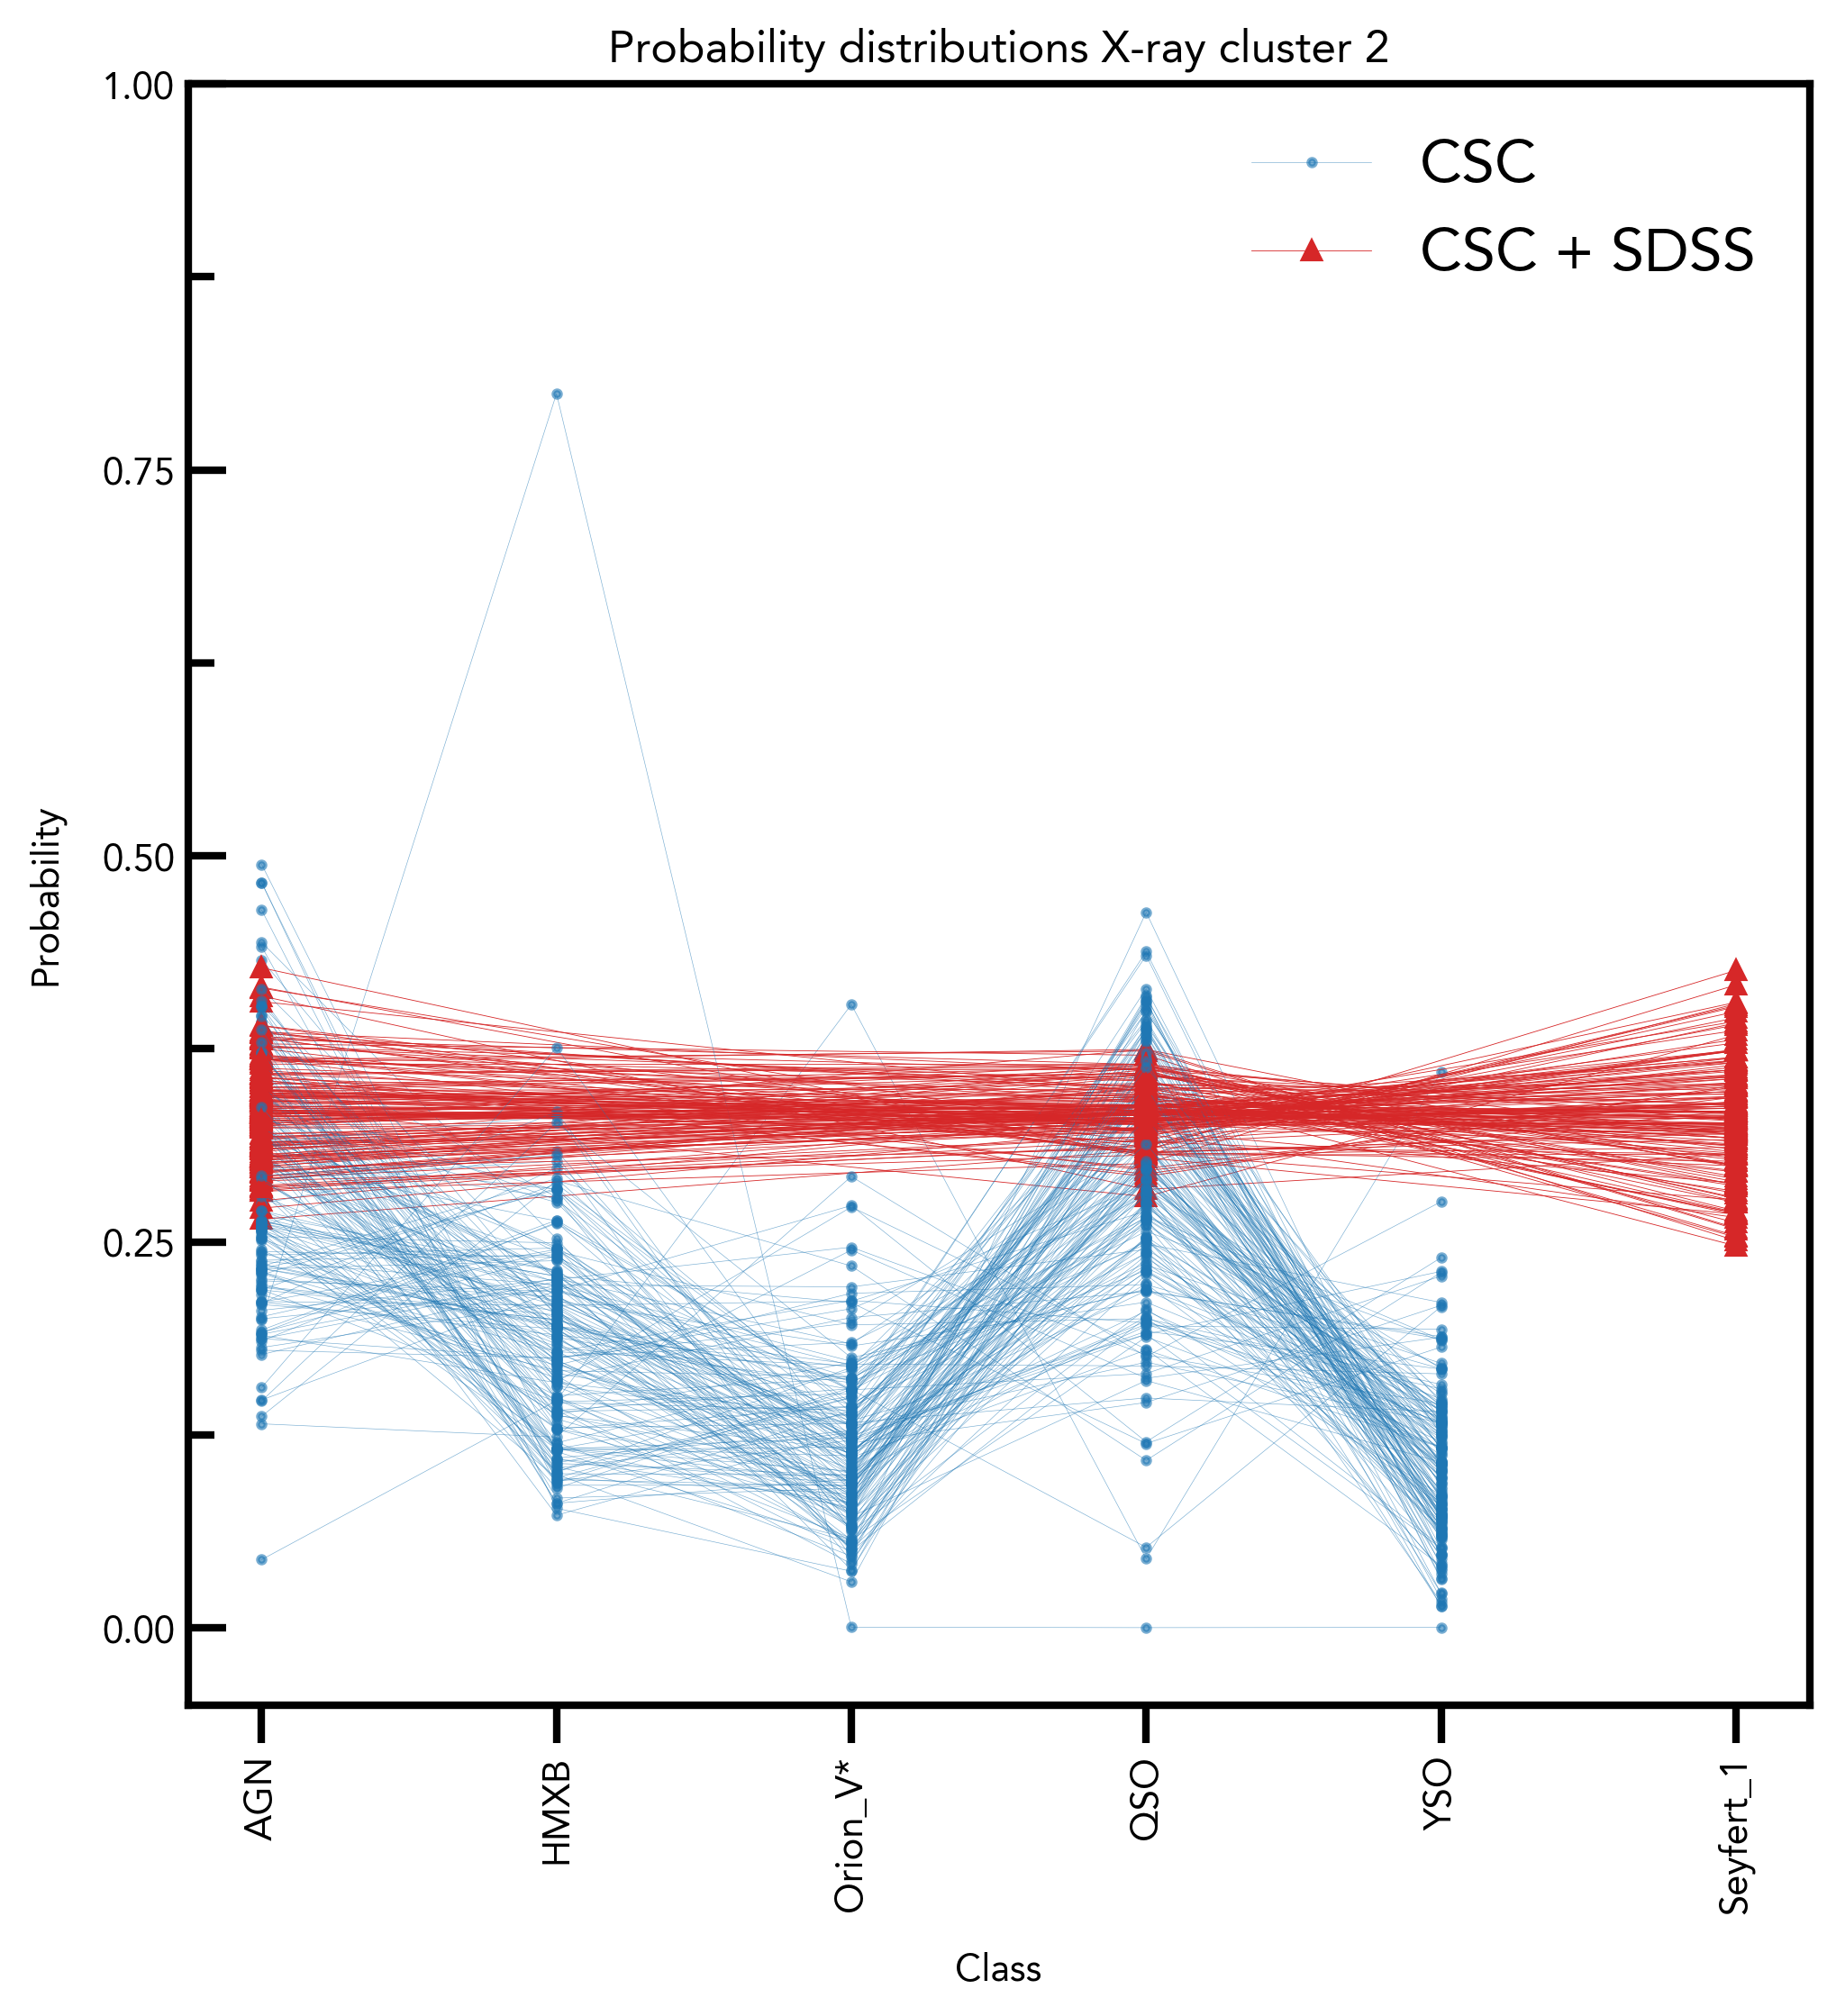 Probability distributions X-ray cluster 2
1.00
0.75
0.50
0.25
0.00
Probability
CSC
CSC + SDSS
AGN
HMXB
Orion_V*
QSO
YSO
Seyfert_1
Class